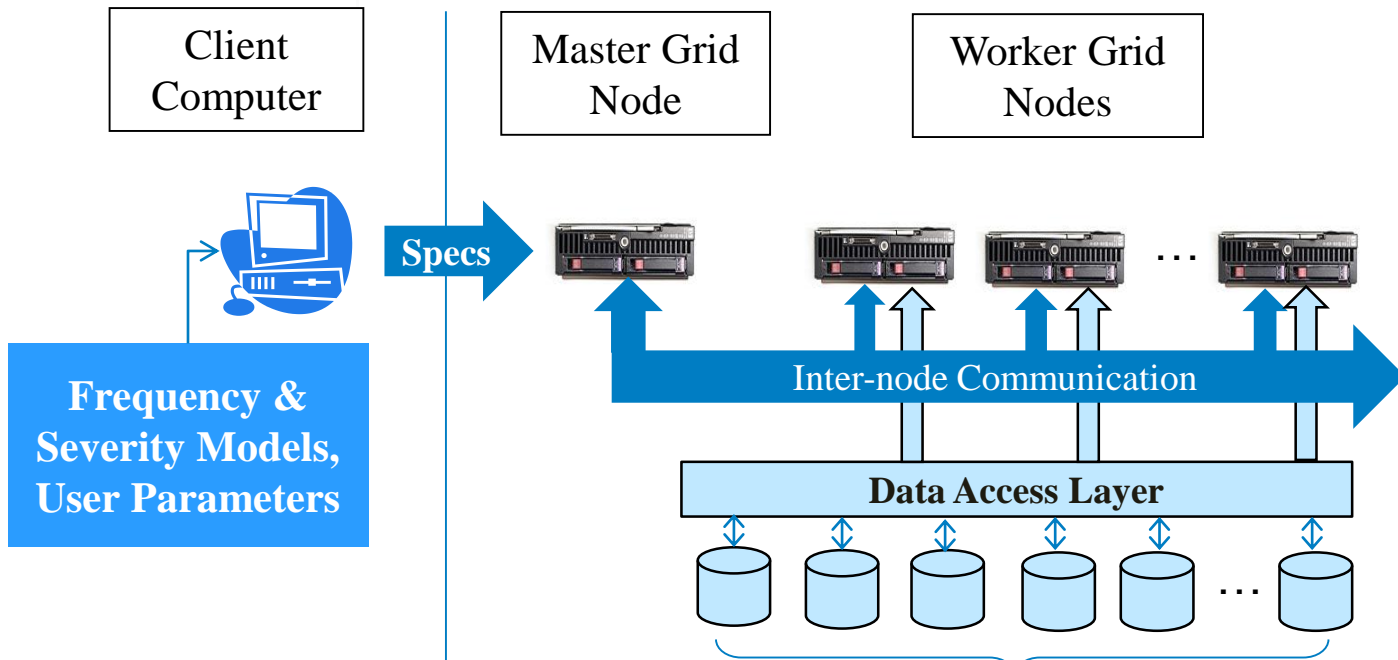 Client
Computer
Master Grid
Node
Worker Grid
Nodes
Specs
. . .
Frequency &
Severity Models,
User Parameters
Inter-node Communication
Data Access Layer
. . .